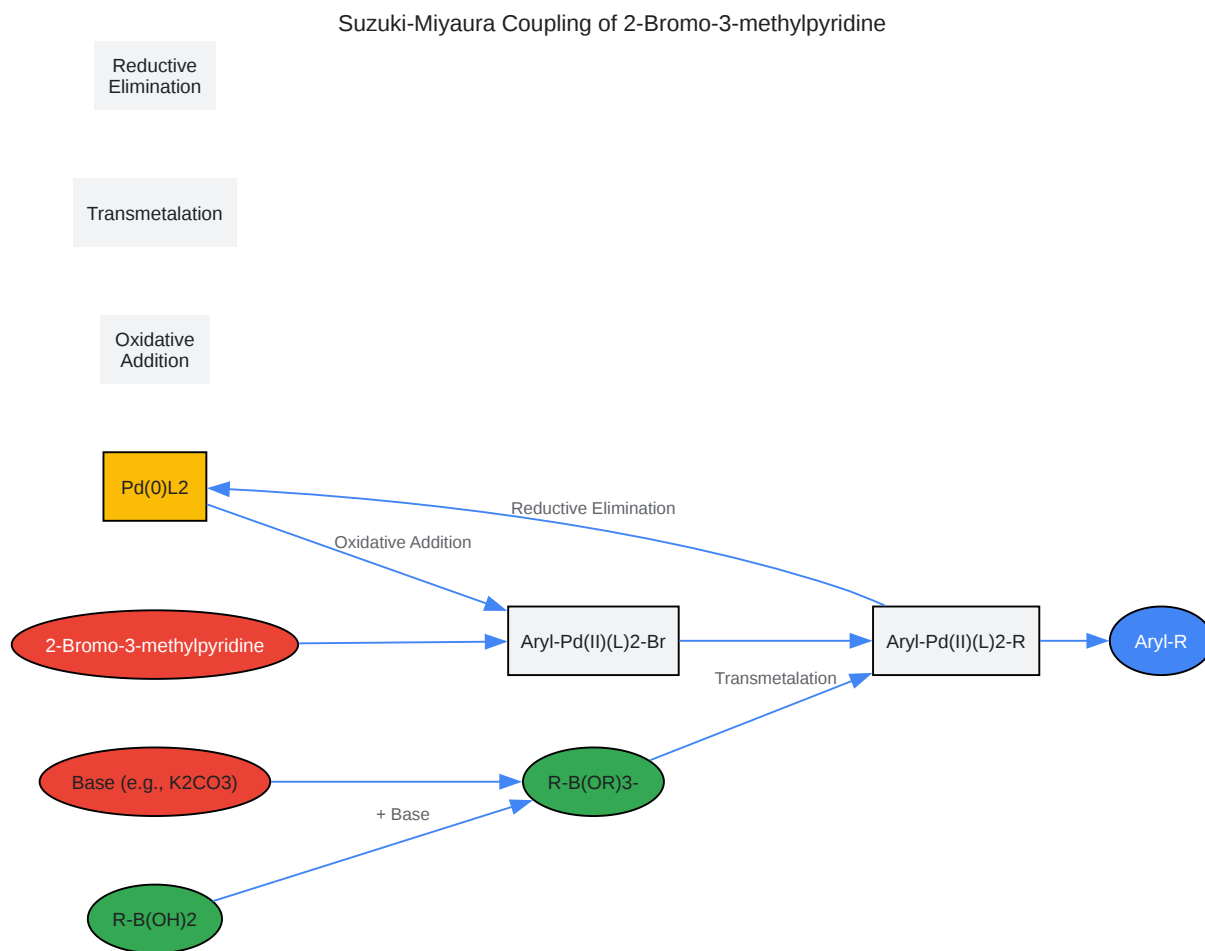 Suzuki-Miyaura Coupling of 2-Bromo-3-methylpyridine
Reductive
Elimination
Transmetalation
Oxidative
Addition
Pd(0)L2
Reductive Elimination
Oxidative Addition
2-Bromo-3-methylpyridine
Aryl-Pd(II)(L)2-Br
Aryl-Pd(II)(L)2-R
Aryl-R
Transmetalation
Base (e.g., K2CO3)
R-B(OR)3-
+ Base
R-B(OH)2